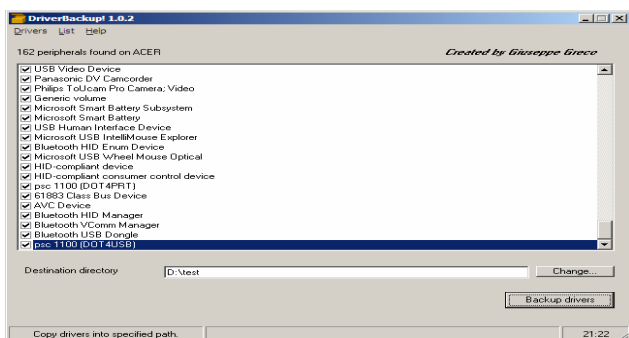 DriverBackup! 1.0.2
Drivers List Help
162 peripherals found on ACER Created by Giuseppe Greco
USB Video Device
Panasonic DV Camcorder
Philips ToUcam Pro Camera; Video
Generic volume
Microsoft Smart Battery Subsystem
Microsoft Smart Battery
USB Human Interface Device
Microsoft USB IntelliMouse Explorer
Bluetooth HID Enum Device
Microsoft USB Wheel Mouse Optical
HID-compliant device
HID-compliant consumer control device
psc 1100 (DOT4PRT)
61883 Class Bus Device
AVC Device
Bluetooth HID Manager
Bluetooth VComm Manager
Bluetooth USB Dongle
psc 1100 (DOT4USB)
Destination directory D:\test Change...
Backup drivers
Copy drivers into specified path. 21:22